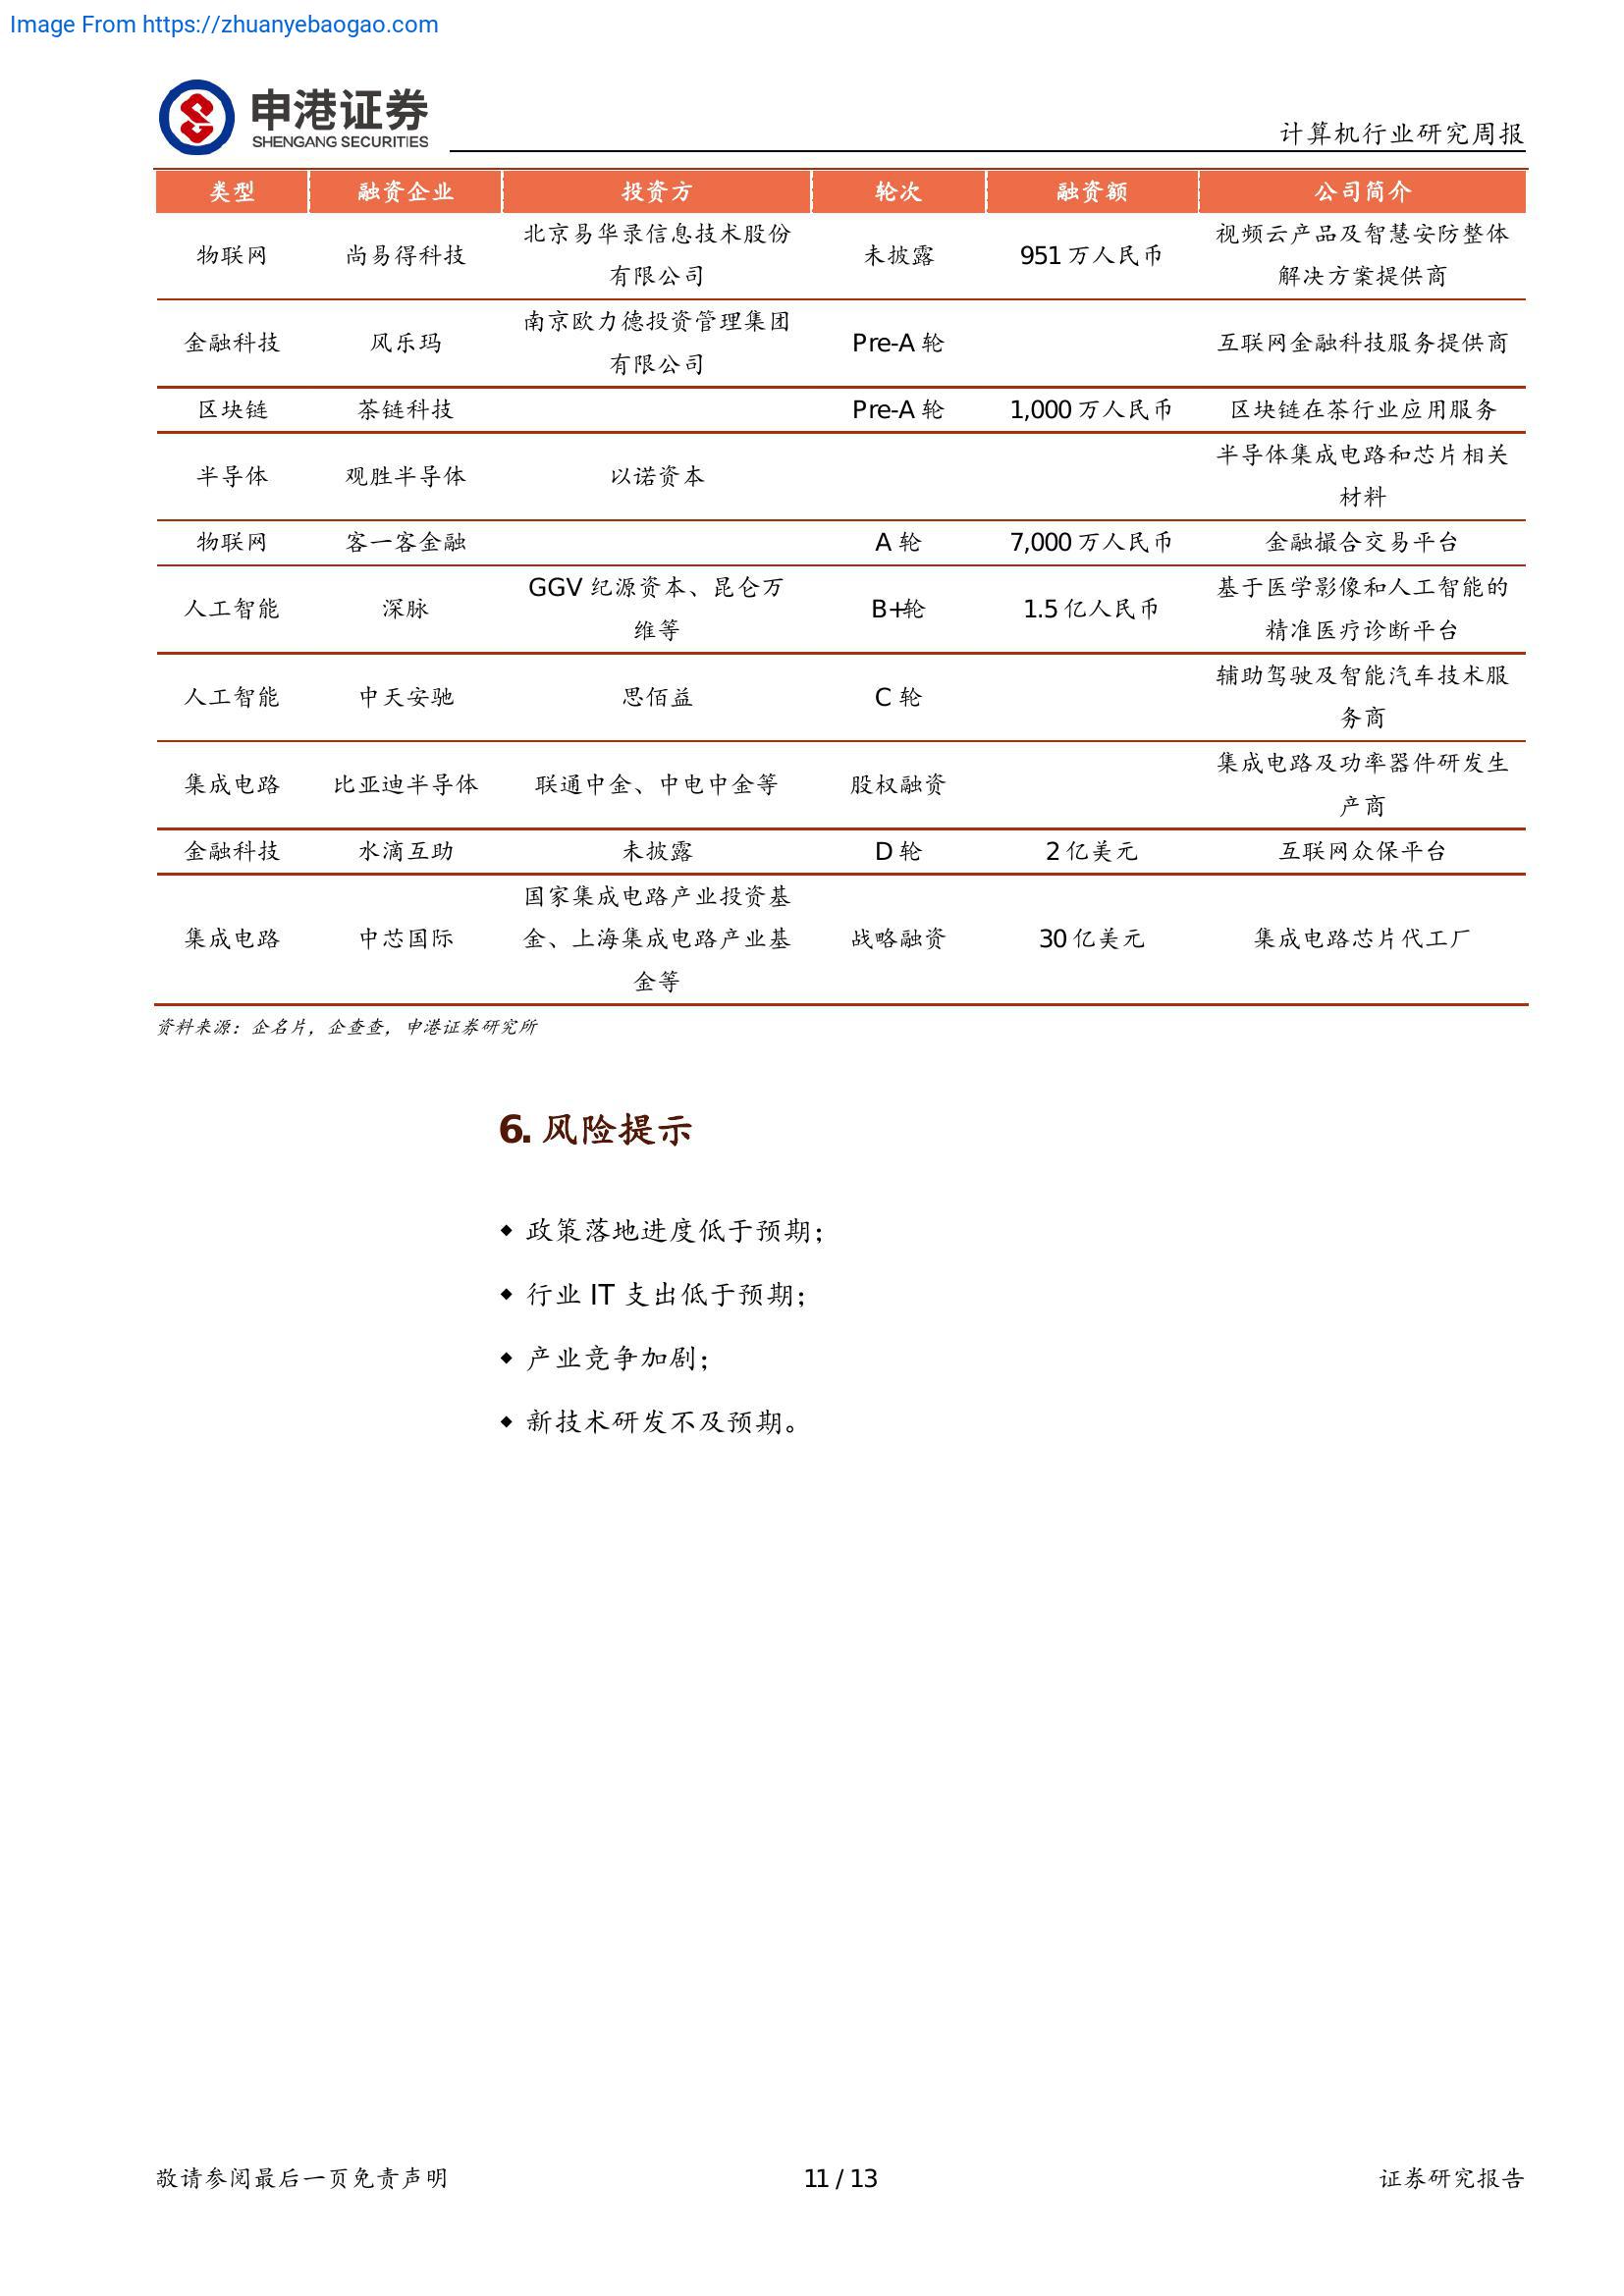 Image From https://zhuanyebaogao.com
申港证券
SHENGANG SECURITIES
计算机行业研究周报
类型 融资企业 投资方 轮次 融资额 公司简介
物联网 尚易得科技 北京易华录信息技术股份 未披露 951 万人民币 视频云产品及智慧安防整体
有限公司 解决方案提供商
金融科技 风乐玛 南京欧力德投资管理集团 Pre-A 轮 互联网金融科技服务提供商
有限公司
区块链 茶链科技 Pre-A 轮 1,000 万人民币 区块链在茶行业应用服务
半导体 观胜半导体 以诺资本 半导体集成电路和芯片相关
材料
物联网 客一客金融 A 轮 7,000 万人民币 金融撮合交易平台
人工智能 深脉 GGV 纪源资本、昆仑万 B+轮 1.5 亿人民币 基于医学影像和人工智能的
维等 精准医疗诊断平台
人工智能 中天安驰 思佰益 C 轮 辅助驾驶及智能汽车技术服
务商
集成电路 比亚迪半导体 联通中金、中电中金等 股权融资 集成电路及功率器件研发生
产商
金融科技 水滴互助 未披露 D 轮 2 亿美元 互联网众保平台
国家集成电路产业投资基
集成电路 中芯国际 金、上海集成电路产业基 战略融资 30 亿美元 集成电路芯片代工厂
金等
资料来源：企名片，企查查，申港证券研究所
6. 风险提示
◆ 政策落地进度低于预期；
◆ 行业 IT 支出低于预期；
◆ 产业竞争加剧；
◆ 新技术研发不及预期。
敬请参阅最后一页免责声明 11 / 13 证券研究报告